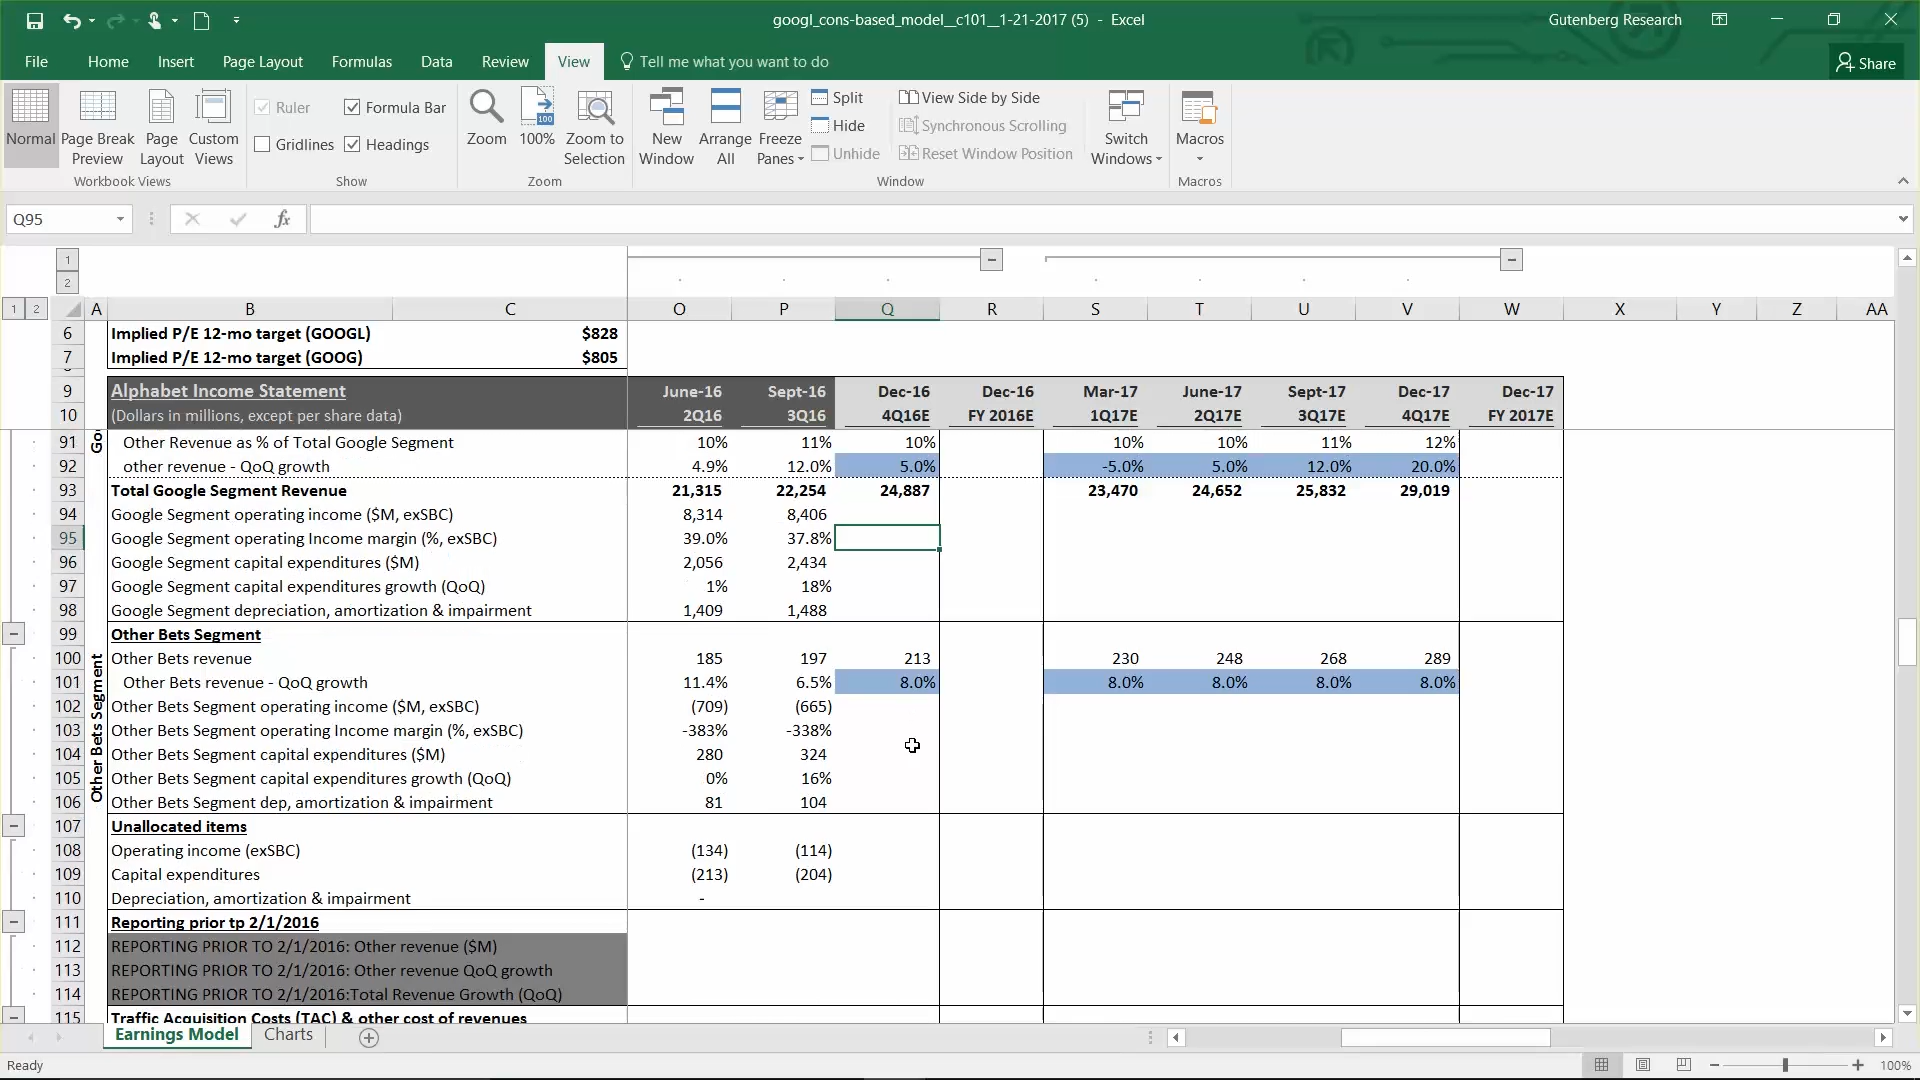 googl_cons-based_model__c101__1-21-2017 (5) - Excel
Gutenberg Research
File Home Insert Page Layout Formulas Data Review View Tell me what you want to do Share
Normal Page Break Preview Page Layout Custom Views
Workbook Views
Ruler Formula Bar
Gridlines Headings
Show
Zoom 100% Zoom to Selection
Zoom
New Window Arrange All Freeze Panes
Split
Hide
Unhide
View Side by Side
Synchronous Scrolling
Reset Window Position
Window
Switch Windows
Macros
Macros
Q95 fx
1
2
1 2 A B C O P Q R S T U V W X Y Z AA
6 Implied P/E 12-mo target (GOOGL) $828
7 Implied P/E 12-mo target (GOOG) $805
9 Alphabet Income Statement June-16 Sept-16 Dec-16 Dec-16 Mar-17 June-17 Sept-17 Dec-17 Dec-17
10 (Dollars in millions, except per share data) 2Q16 3Q16 4Q16E FY 2016E 1Q17E 2Q17E 3Q17E 4Q17E FY 2017E
Go
91 Other Revenue as % of Total Google Segment 10% 11% 10% 10% 10% 11% 12%
92 other revenue - QoQ growth 4.9% 12.0% 5.0% -5.0% 5.0% 12.0% 20.0%
93 Total Google Segment Revenue 21,315 22,254 24,887 23,470 24,652 25,832 29,019
94 Google Segment operating income ($M, exSBC) 8,314 8,406
95 Google Segment operating Income margin (%, exSBC) 39.0% 37.8%
96 Google Segment capital expenditures ($M) 2,056 2,434
97 Google Segment capital expenditures growth (QoQ) 1% 18%
98 Google Segment depreciation, amortization & impairment 1,409 1,488
99 Other Bets Segment
Other Bets Segment
100 Other Bets revenue 185 197 213 230 248 268 289
101 Other Bets revenue - QoQ growth 11.4% 6.5% 8.0% 8.0% 8.0% 8.0% 8.0%
102 Other Bets Segment operating income ($M, exSBC) (709) (665)
103 Other Bets Segment operating Income margin (%, exSBC) -383% -338%
104 Other Bets Segment capital expenditures ($M) 280 324
105 Other Bets Segment capital expenditures growth (QoQ) 0% 16%
106 Other Bets Segment dep, amortization & impairment 81 104
107 Unallocated items
108 Operating income (exSBC) (134) (114)
109 Capital expenditures (213) (204)
110 Depreciation, amortization & impairment -
111 Reporting prior tp 2/1/2016
112 REPORTING PRIOR TO 2/1/2016: Other revenue ($M)
113 REPORTING PRIOR TO 2/1/2016: Other revenue QoQ growth
114 REPORTING PRIOR TO 2/1/2016:Total Revenue Growth (QoQ)
115 Traffic Acquisition Costs (TAC) & other cost of revenues
Earnings Model Charts
Ready 100%